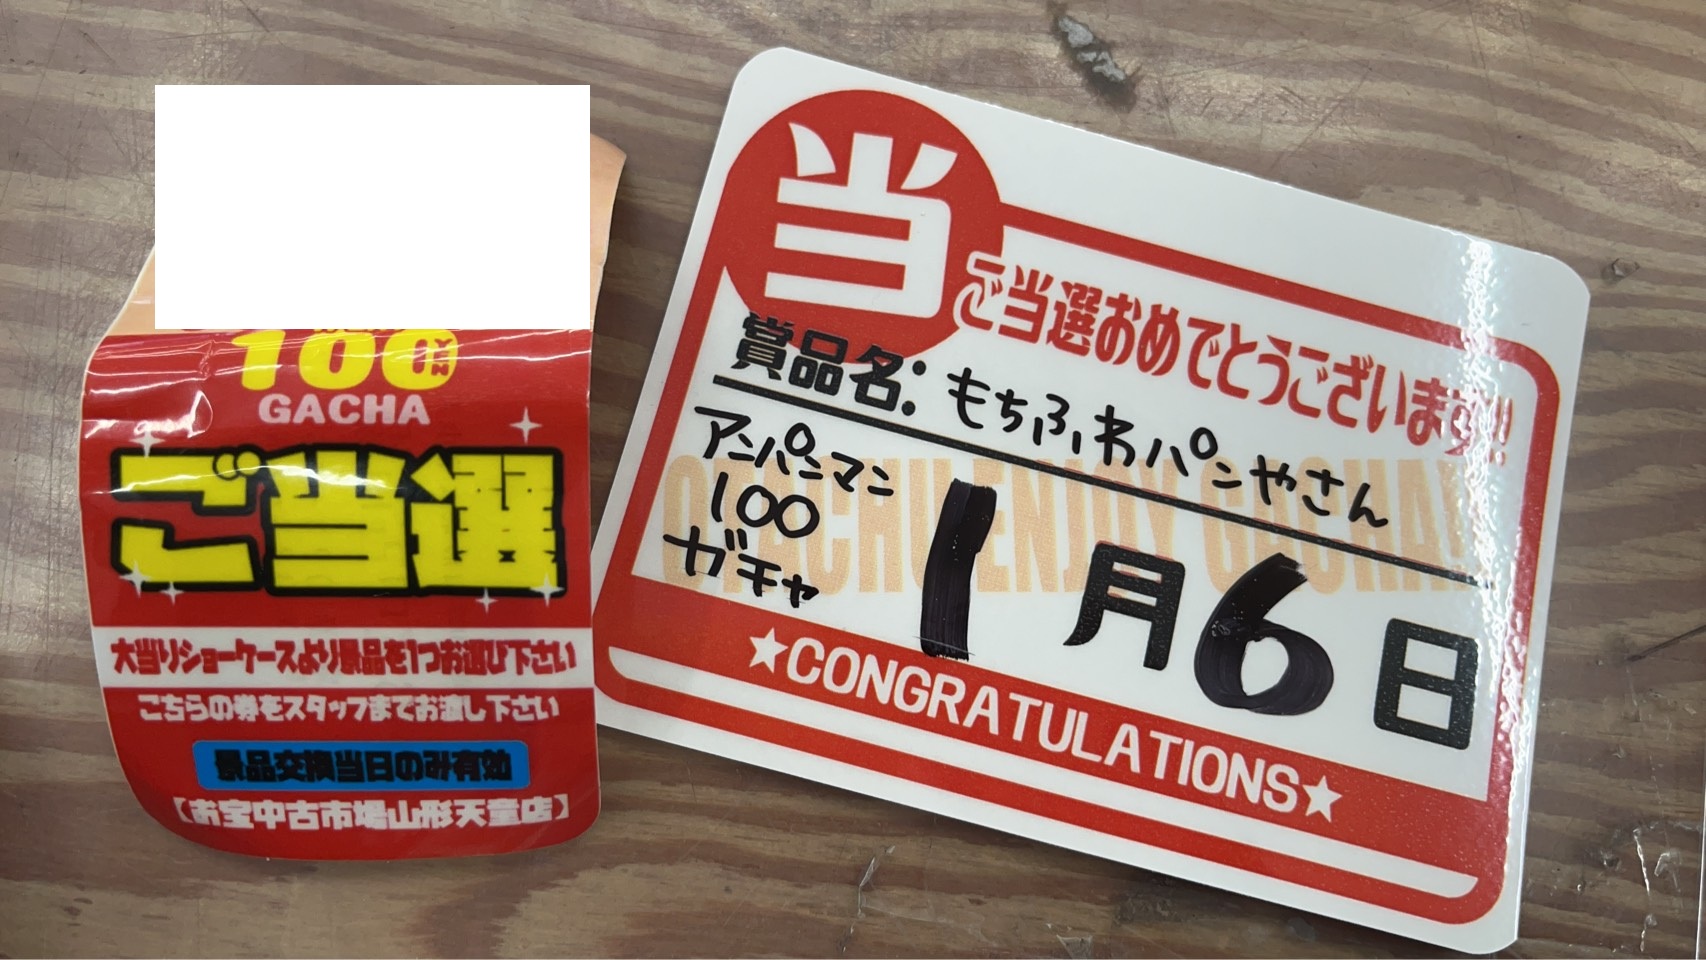 100 YEN
GACHA
ご当選
大当りショーケースより景品を1つお選び下さい
こちらの券をスタッフまでお渡し下さい
景品交換当日のみ有効
【お宝中古市場山形天童店】
当
ご当選おめでとうございます!!
賞品名:もちふわパンやさん
アンパンマン
100
ガチャ
ENJOY GACHA!
1月6日
★CONGRATULATIONS★